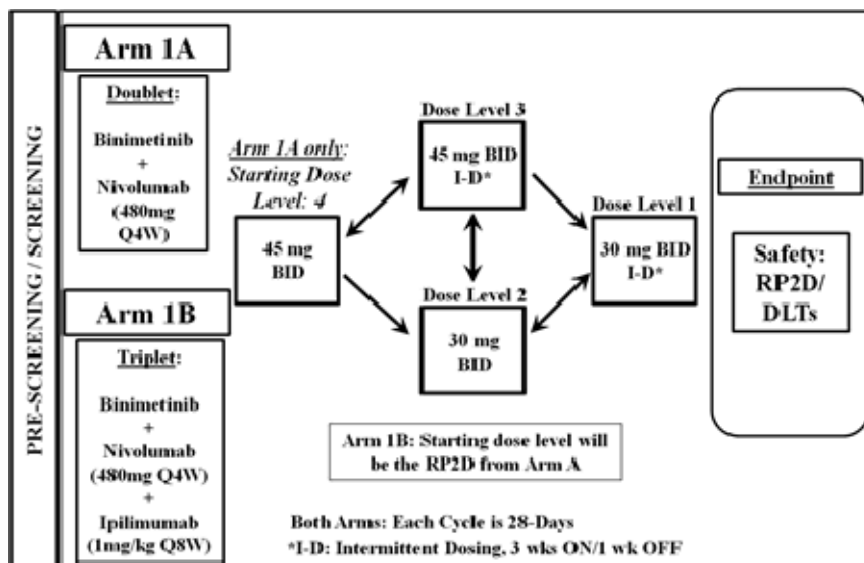 PRE-SCREENING / SCREENING
Arm 1A
Doublet:
Binimetinib
+
Nivolumab
(480mg
Q4W)
Arm 1B
Triplet:
Binimetinib
+
Nivolumab
(480mg Q4W)
+
Ipilimumab
(1mg/kg Q8W)
Arm 1A only:
Starting Dose
Level: 4
45 mg
BID
Dose Level 3
45 mg BID
I-D*
Dose Level 2
30 mg
BID
Dose Level 1
30 mg BID
I-D*
Arm 1B: Starting dose level will
be the RP2D from Arm A
Both Arms: Each Cycle is 28-Days
*I-D: Intermittent Dosing, 3 wks ON/1 wk OFF
Endpoint
Safety:
RP2D/
DLTs